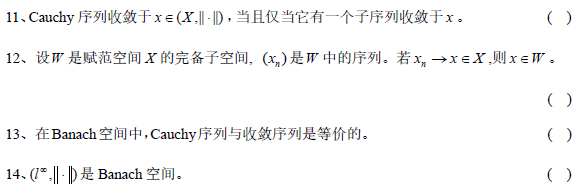 11、Cauchy 序列收敛于 x∈(X,‖·‖)，当且仅当它有一个子序列收敛于 x 。 ( )
12、设 W 是赋范空间 X 的完备子空间, (xₙ) 是 W 中的序列。若 xₙ → x∈X ,则 x∈W 。
( )
13、在 Banach 空间中, Cauchy 序列与收敛序列是等价的。 ( )
14、(l^∞,‖·‖) 是 Banach 空间。 ( )